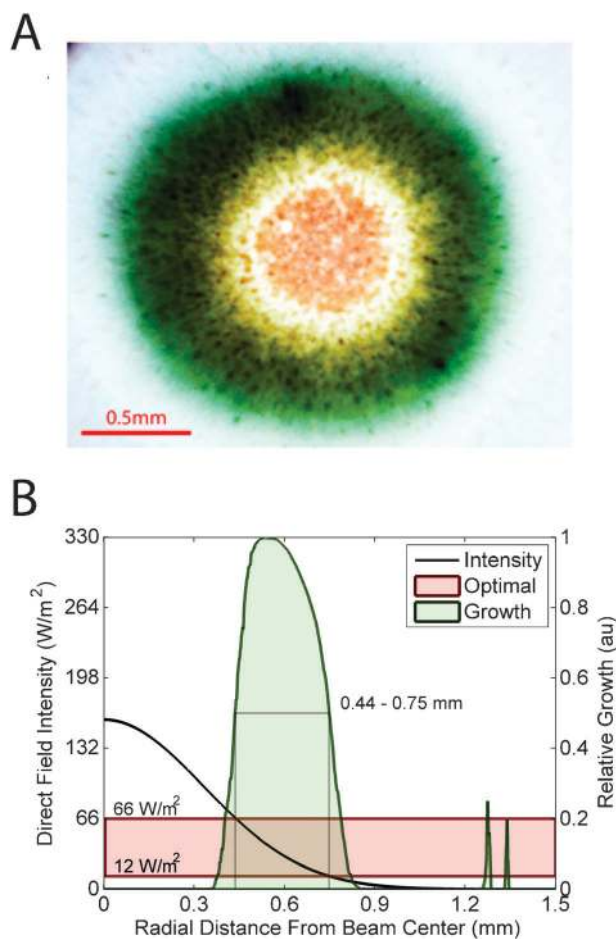 A
0.5mm
B
330
264
198
132
66
0
Direct Field Intensity (W/m²)
1
0.8
0.6
0.4
0.2
0
Relative Growth (au)
Intensity
Optimal
Growth
0.44 - 0.75 mm
66 W/m²
12 W/m²
0 0.3 0.6 0.9 1.2 1.5
Radial Distance From Beam Center (mm)